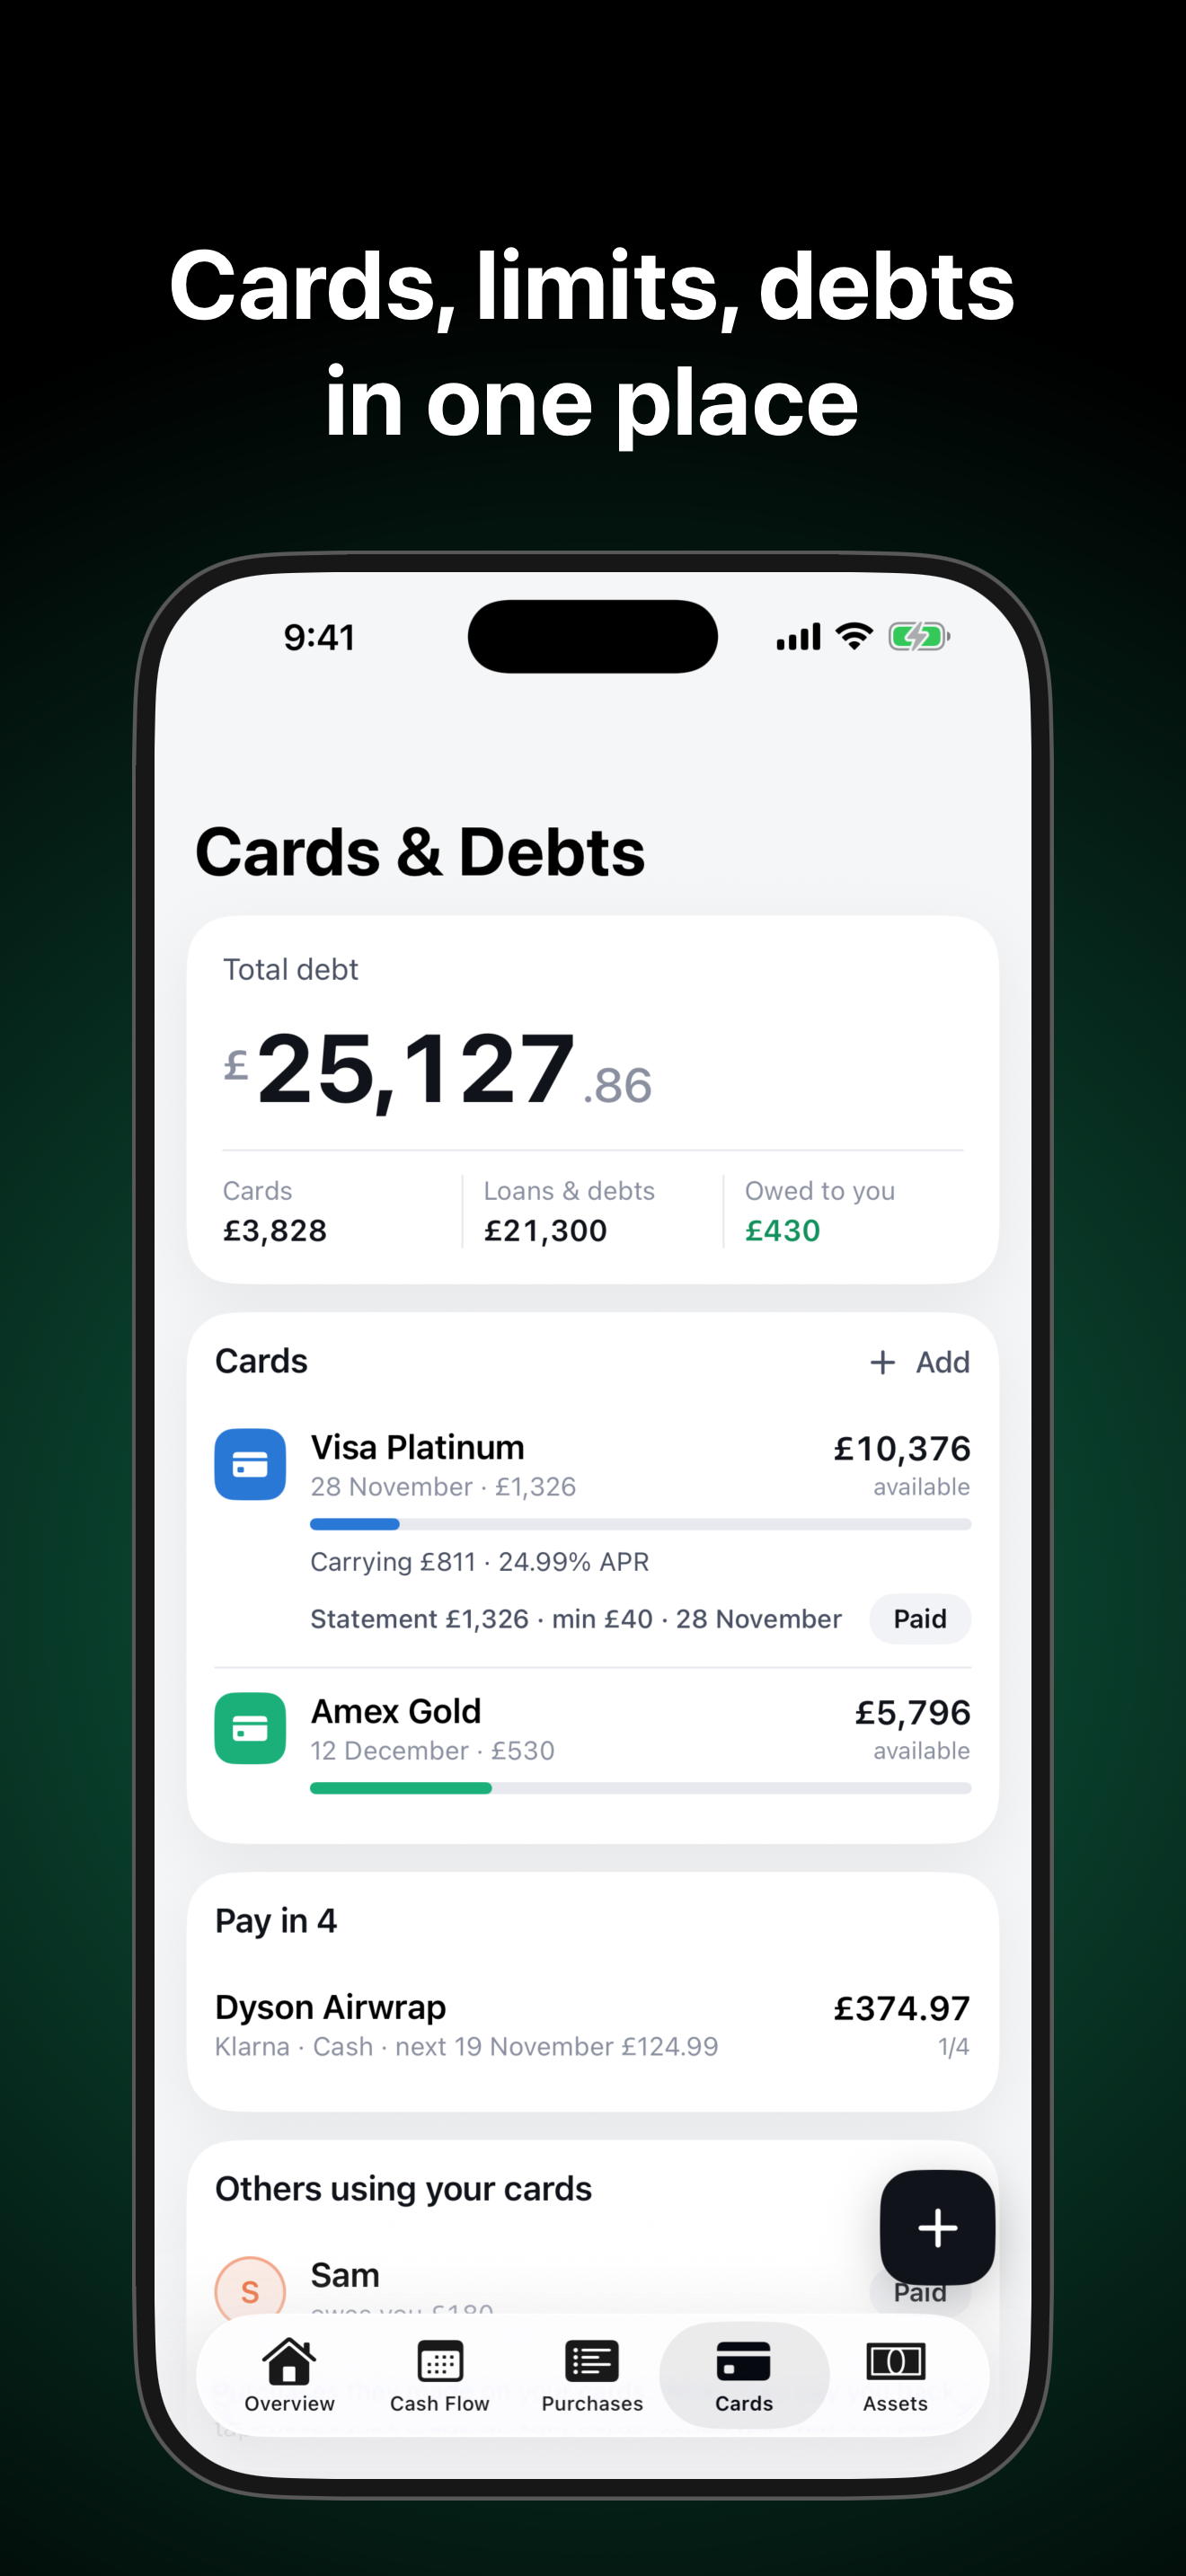 Cards, limits, debts
in one place
9:41
Cards & Debts
Total debt
£25,127.86
Cards
£3,828
Loans & debts
£21,300
Owed to you
£430
Cards
+ Add
Visa Platinum
£10,376
28 November · £1,326
available
Carrying £811 · 24.99% APR
Statement £1,326 · min £40 · 28 November
Paid
Amex Gold
£5,796
12 December · £530
available
Pay in 4
Dyson Airwrap
£374.97
Klarna · Cash · next 19 November £124.99
1/4
Others using your cards
S
Sam
Paid
owes you £180
Overview
Cash Flow
Purchases
Cards
Assets